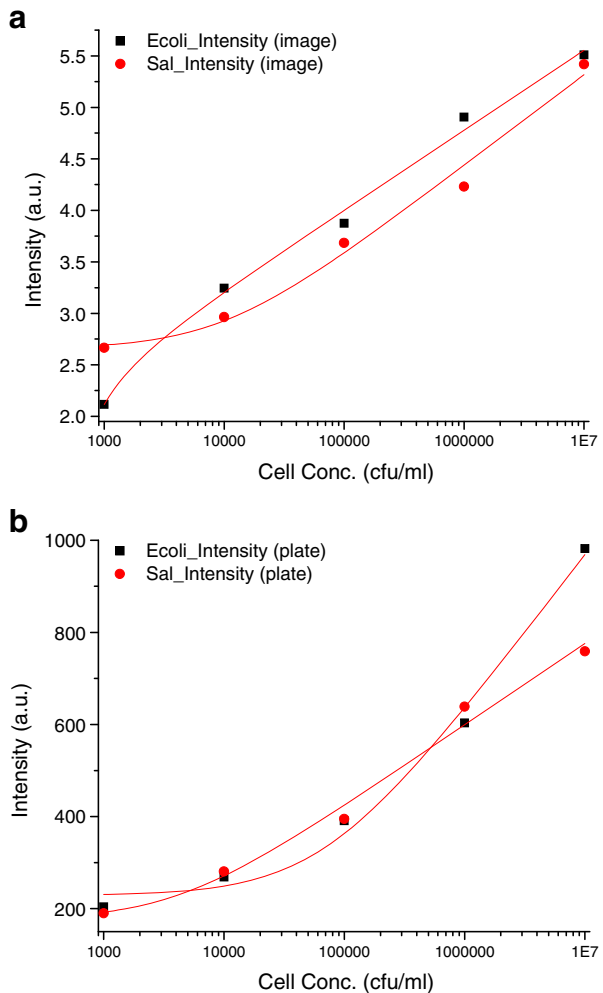 a
Ecoli_Intensity (image)
Sal_Intensity (image)
5.5
5.0
4.5
4.0
3.5
3.0
2.5
2.0
Intensity (a.u.)
1000 10000 100000 1000000 1E7
Cell Conc. (cfu/ml)
b
Ecoli_Intensity (plate)
Sal_Intensity (plate)
1000
800
600
400
200
Intensity (a.u.)
1000 10000 100000 1000000 1E7
Cell Conc. (cfu/ml)